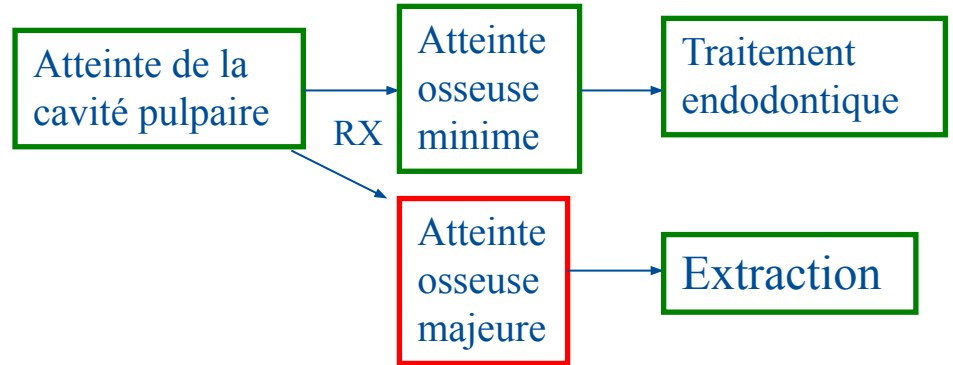 Atteinte de la
cavité pulpaire
RX
Atteinte
osseuse
minime
Traitement
endodontique
Atteinte
osseuse
majeure
Extraction